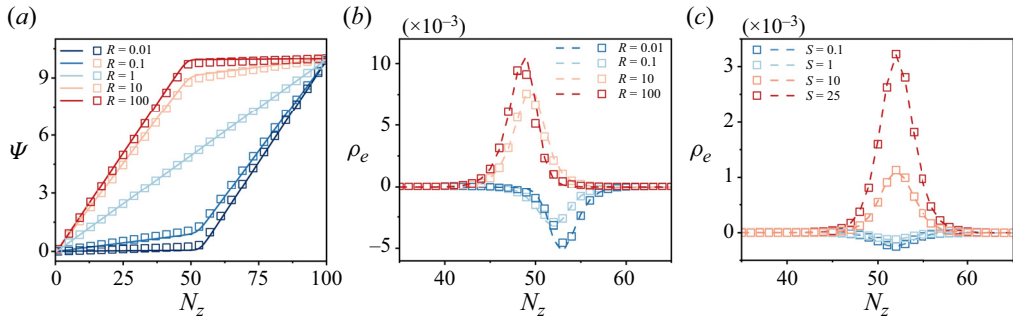 (a)
Ψ
9
6
3
0
R = 0.01
R = 0.1
R = 1
R = 10
R = 100
0 25 50 75 100
N_z
(b)
(×10⁻³)
ρ_e
10
5
0
−5
R = 0.01
R = 0.1
R = 10
R = 100
40 50 60
N_z
(c)
(×10⁻³)
ρ_e
3
2
1
0
S = 0.1
S = 1
S = 10
S = 25
40 50 60
N_z